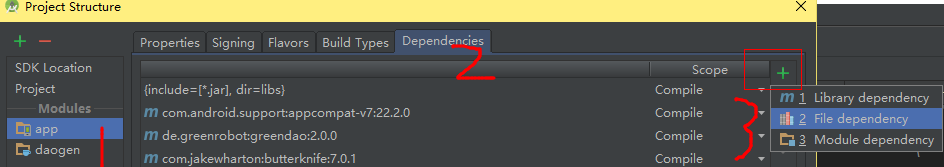 Project Structure
Properties Signing Flavors Build Types Dependencies
2
SDK Location
Project
Modules
app
daogen
Scope
{include=[*.jar], dir=libs} Compile
m com.android.support:appcompat-v7:22.2.0 Compile
m de.greenrobot:greendao:2.0.0 Compile
m com.jakewharton:butterknife:7.0.1 Compile
m 1 Library dependency
2 File dependency
3 Module dependency